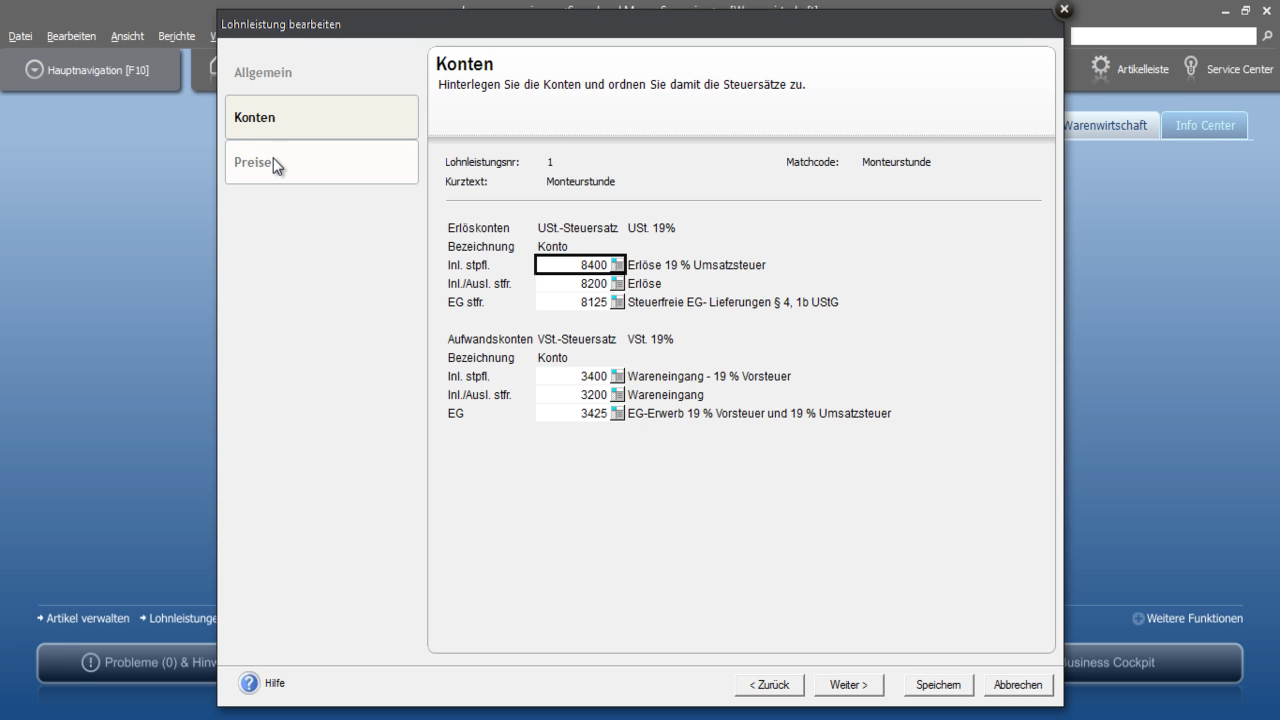 Lohnleistung bearbeiten
Datei Bearbeiten Ansicht Berichte
Hauptnavigation [F10]
Artikelleiste Service Center
Warenwirtschaft Info Center
Allgemein
Konten
Preise
Konten
Hinterlegen Sie die Konten und ordnen Sie damit die Steuersätze zu.
Lohnleistungsnr: 1 Matchcode: Monteurstunde
Kurztext: Monteurstunde
Erlöskonten USt.-Steuersatz USt. 19%
Bezeichnung Konto
Inl. stpfl. 8400 Erlöse 19 % Umsatzsteuer
Inl./Ausl. stfr. 8200 Erlöse
EG stfr. 8125 Steuerfreie EG- Lieferungen § 4, 1b UStG
Aufwandskonten VSt.-Steuersatz VSt. 19%
Bezeichnung Konto
Inl. stpfl. 3400 Wareneingang - 19 % Vorsteuer
Inl./Ausl. stfr. 3200 Wareneingang
EG 3425 EG-Erwerb 19 % Vorsteuer und 19 % Umsatzsteuer
Artikel verwalten Lohnleistunge
Weitere Funktionen
Probleme (0) & Hinw
usiness Cockpit
Hilfe
< Zurück Weiter > Speichern Abbrechen